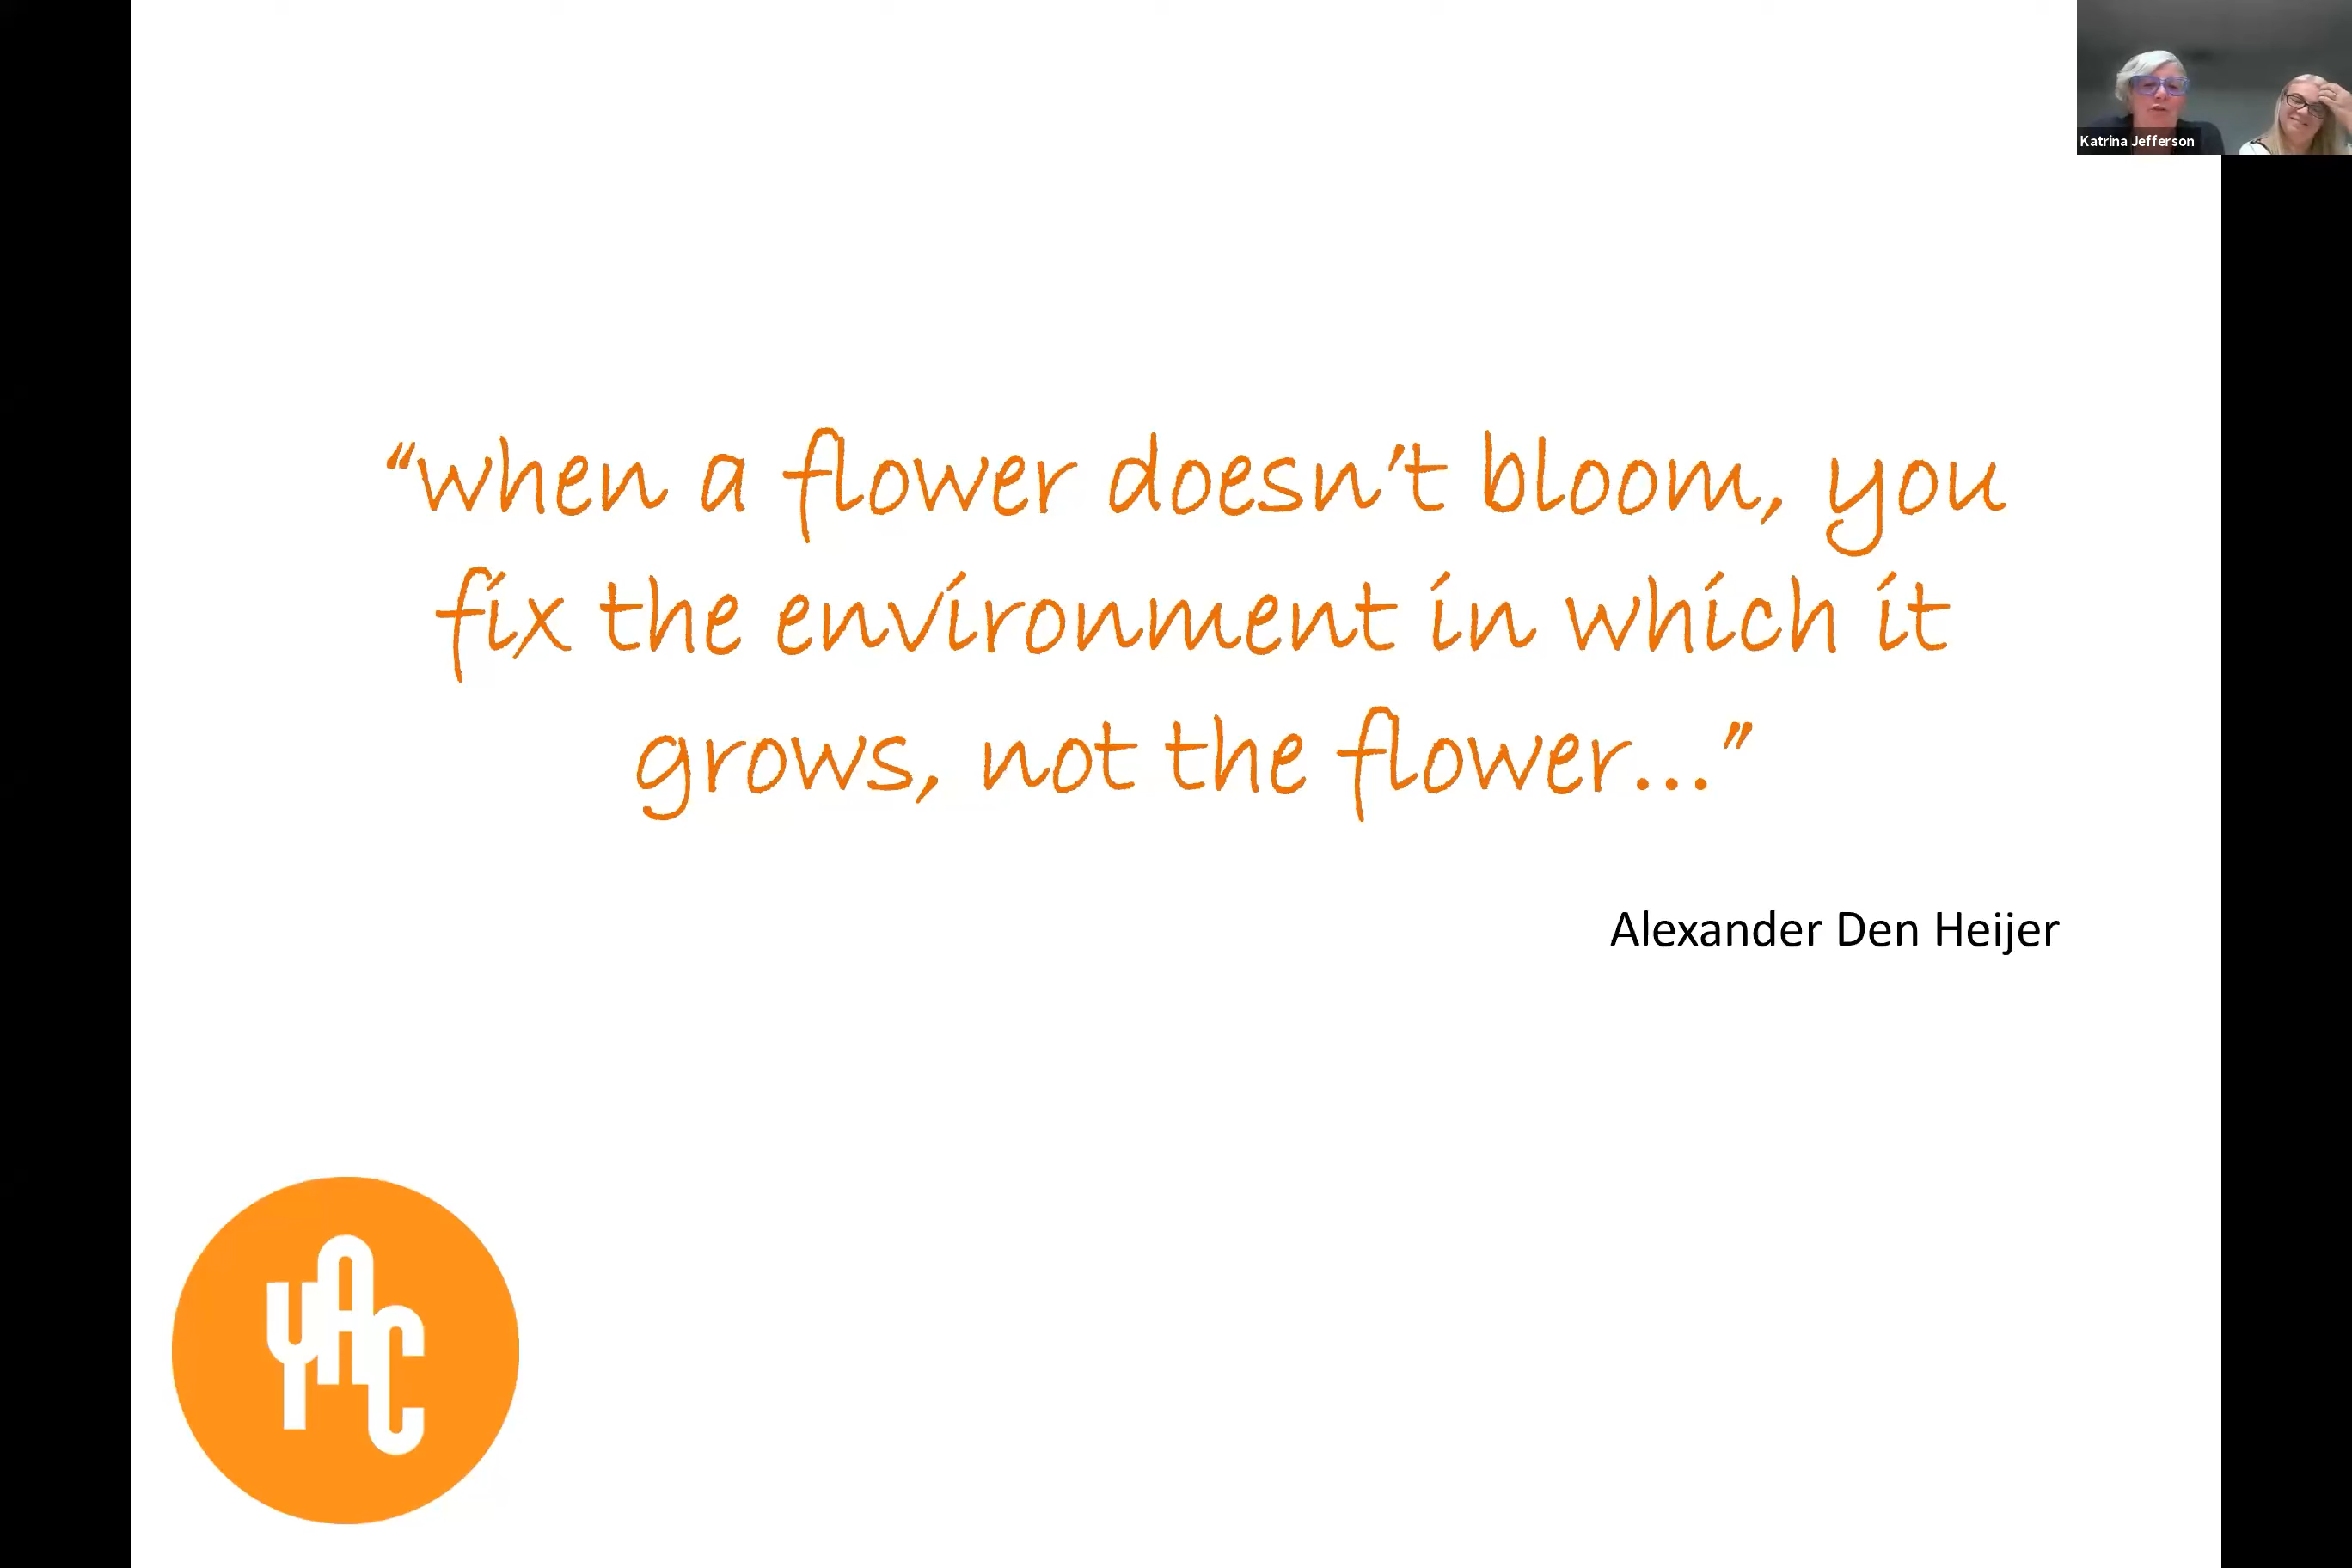 Katrina Jefferson
“when a flower doesn’t bloom, you
fix the environment in which it
grows, not the flower...”
Alexander Den Heijer
YAC